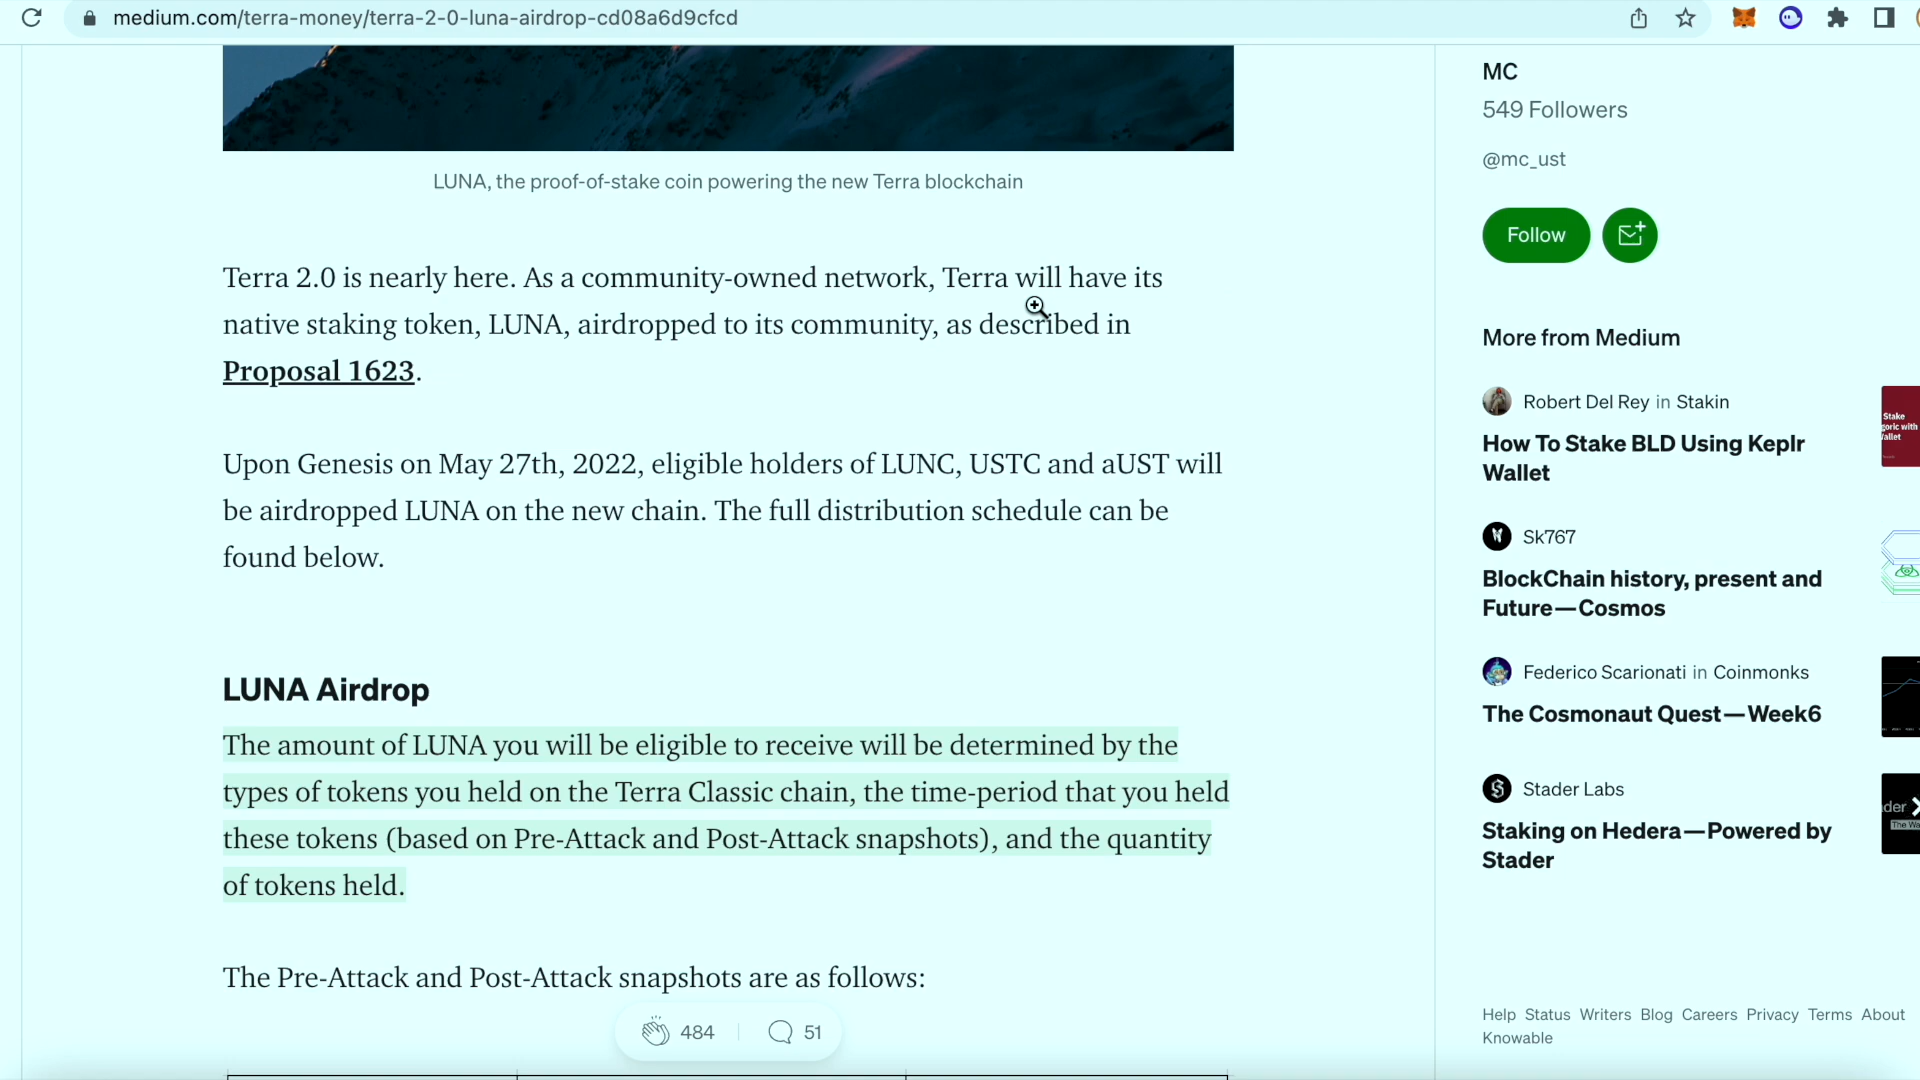 medium.com/terra-money/terra-2-0-luna-airdrop-cd08a6d9cfcd
LUNA, the proof-of-stake coin powering the new Terra blockchain
Terra 2.0 is nearly here. As a community-owned network, Terra will have its
native staking token, LUNA, airdropped to its community, as described in
Proposal 1623.
Upon Genesis on May 27th, 2022, eligible holders of LUNC, USTC and aUST will
be airdropped LUNA on the new chain. The full distribution schedule can be
found below.
LUNA Airdrop
The amount of LUNA you will be eligible to receive will be determined by the
types of tokens you held on the Terra Classic chain, the time-period that you held
these tokens (based on Pre-Attack and Post-Attack snapshots), and the quantity
of tokens held.
The Pre-Attack and Post-Attack snapshots are as follows:
484
51
MC
549 Followers
@mc_ust
Follow
More from Medium
Robert Del Rey in Stakin
How To Stake BLD Using Keplr
Wallet
Stake
goric with
Sk767
BlockChain history, present and
Future—Cosmos
Federico Scarionati in Coinmonks
The Cosmonaut Quest—Week6
Stader Labs
Staking on Hedera—Powered by
Stader
der
Help Status Writers Blog Careers Privacy Terms About
Knowable